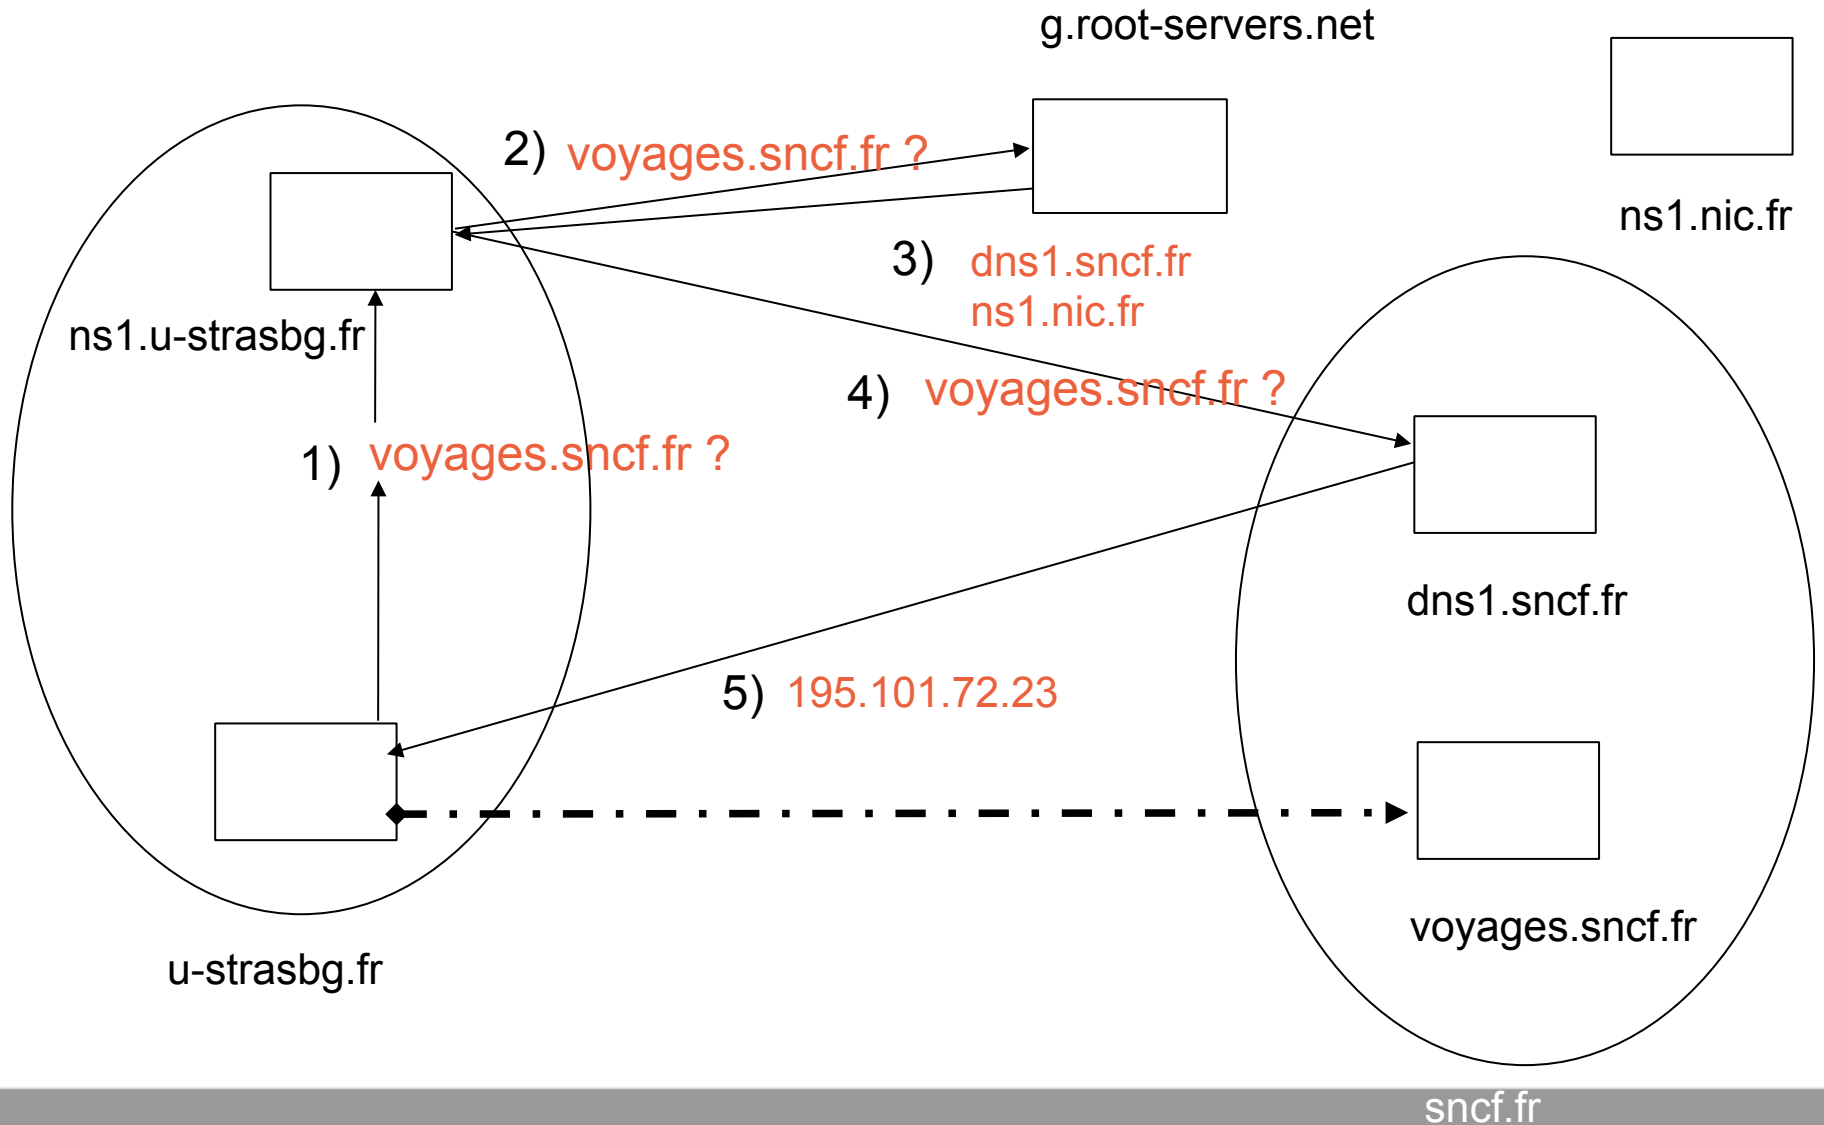 g.root-servers.net
2) voyages.sncf.fr ?
ns1.nic.fr
3) dns1.sncf.fr
ns1.nic.fr
ns1.u-strasbg.fr
4) voyages.sncf.fr ?
1) voyages.sncf.fr ?
dns1.sncf.fr
5) 195.101.72.23
voyages.sncf.fr
u-strasbg.fr
sncf.fr